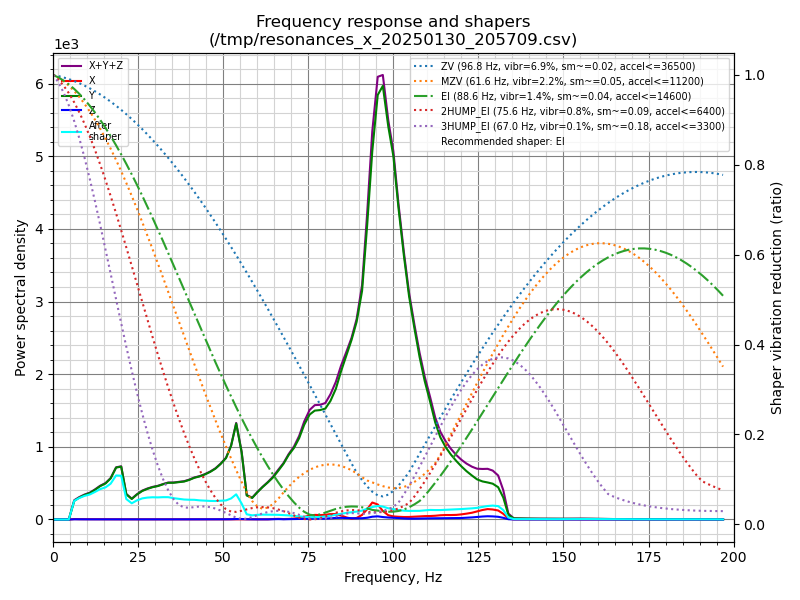 Frequency response and shapers
(/tmp/resonances_x_20250130_205709.csv)
1e3
X+Y+Z
X
Y
Z
After
shaper
ZV (96.8 Hz, vibr=6.9%, sm~=0.02, accel<=36500)
MZV (61.6 Hz, vibr=2.2%, sm~=0.05, accel<=11200)
EI (88.6 Hz, vibr=1.4%, sm~=0.04, accel<=14600)
2HUMP_EI (75.6 Hz, vibr=0.8%, sm~=0.09, accel<=6400)
3HUMP_EI (67.0 Hz, vibr=0.1%, sm~=0.18, accel<=3300)
Recommended shaper: EI
Power spectral density
6
5
4
3
2
1
0
1.0
0.8
0.6
0.4
0.2
0.0
Shaper vibration reduction (ratio)
0 25 50 75 100 125 150 175 200
Frequency, Hz